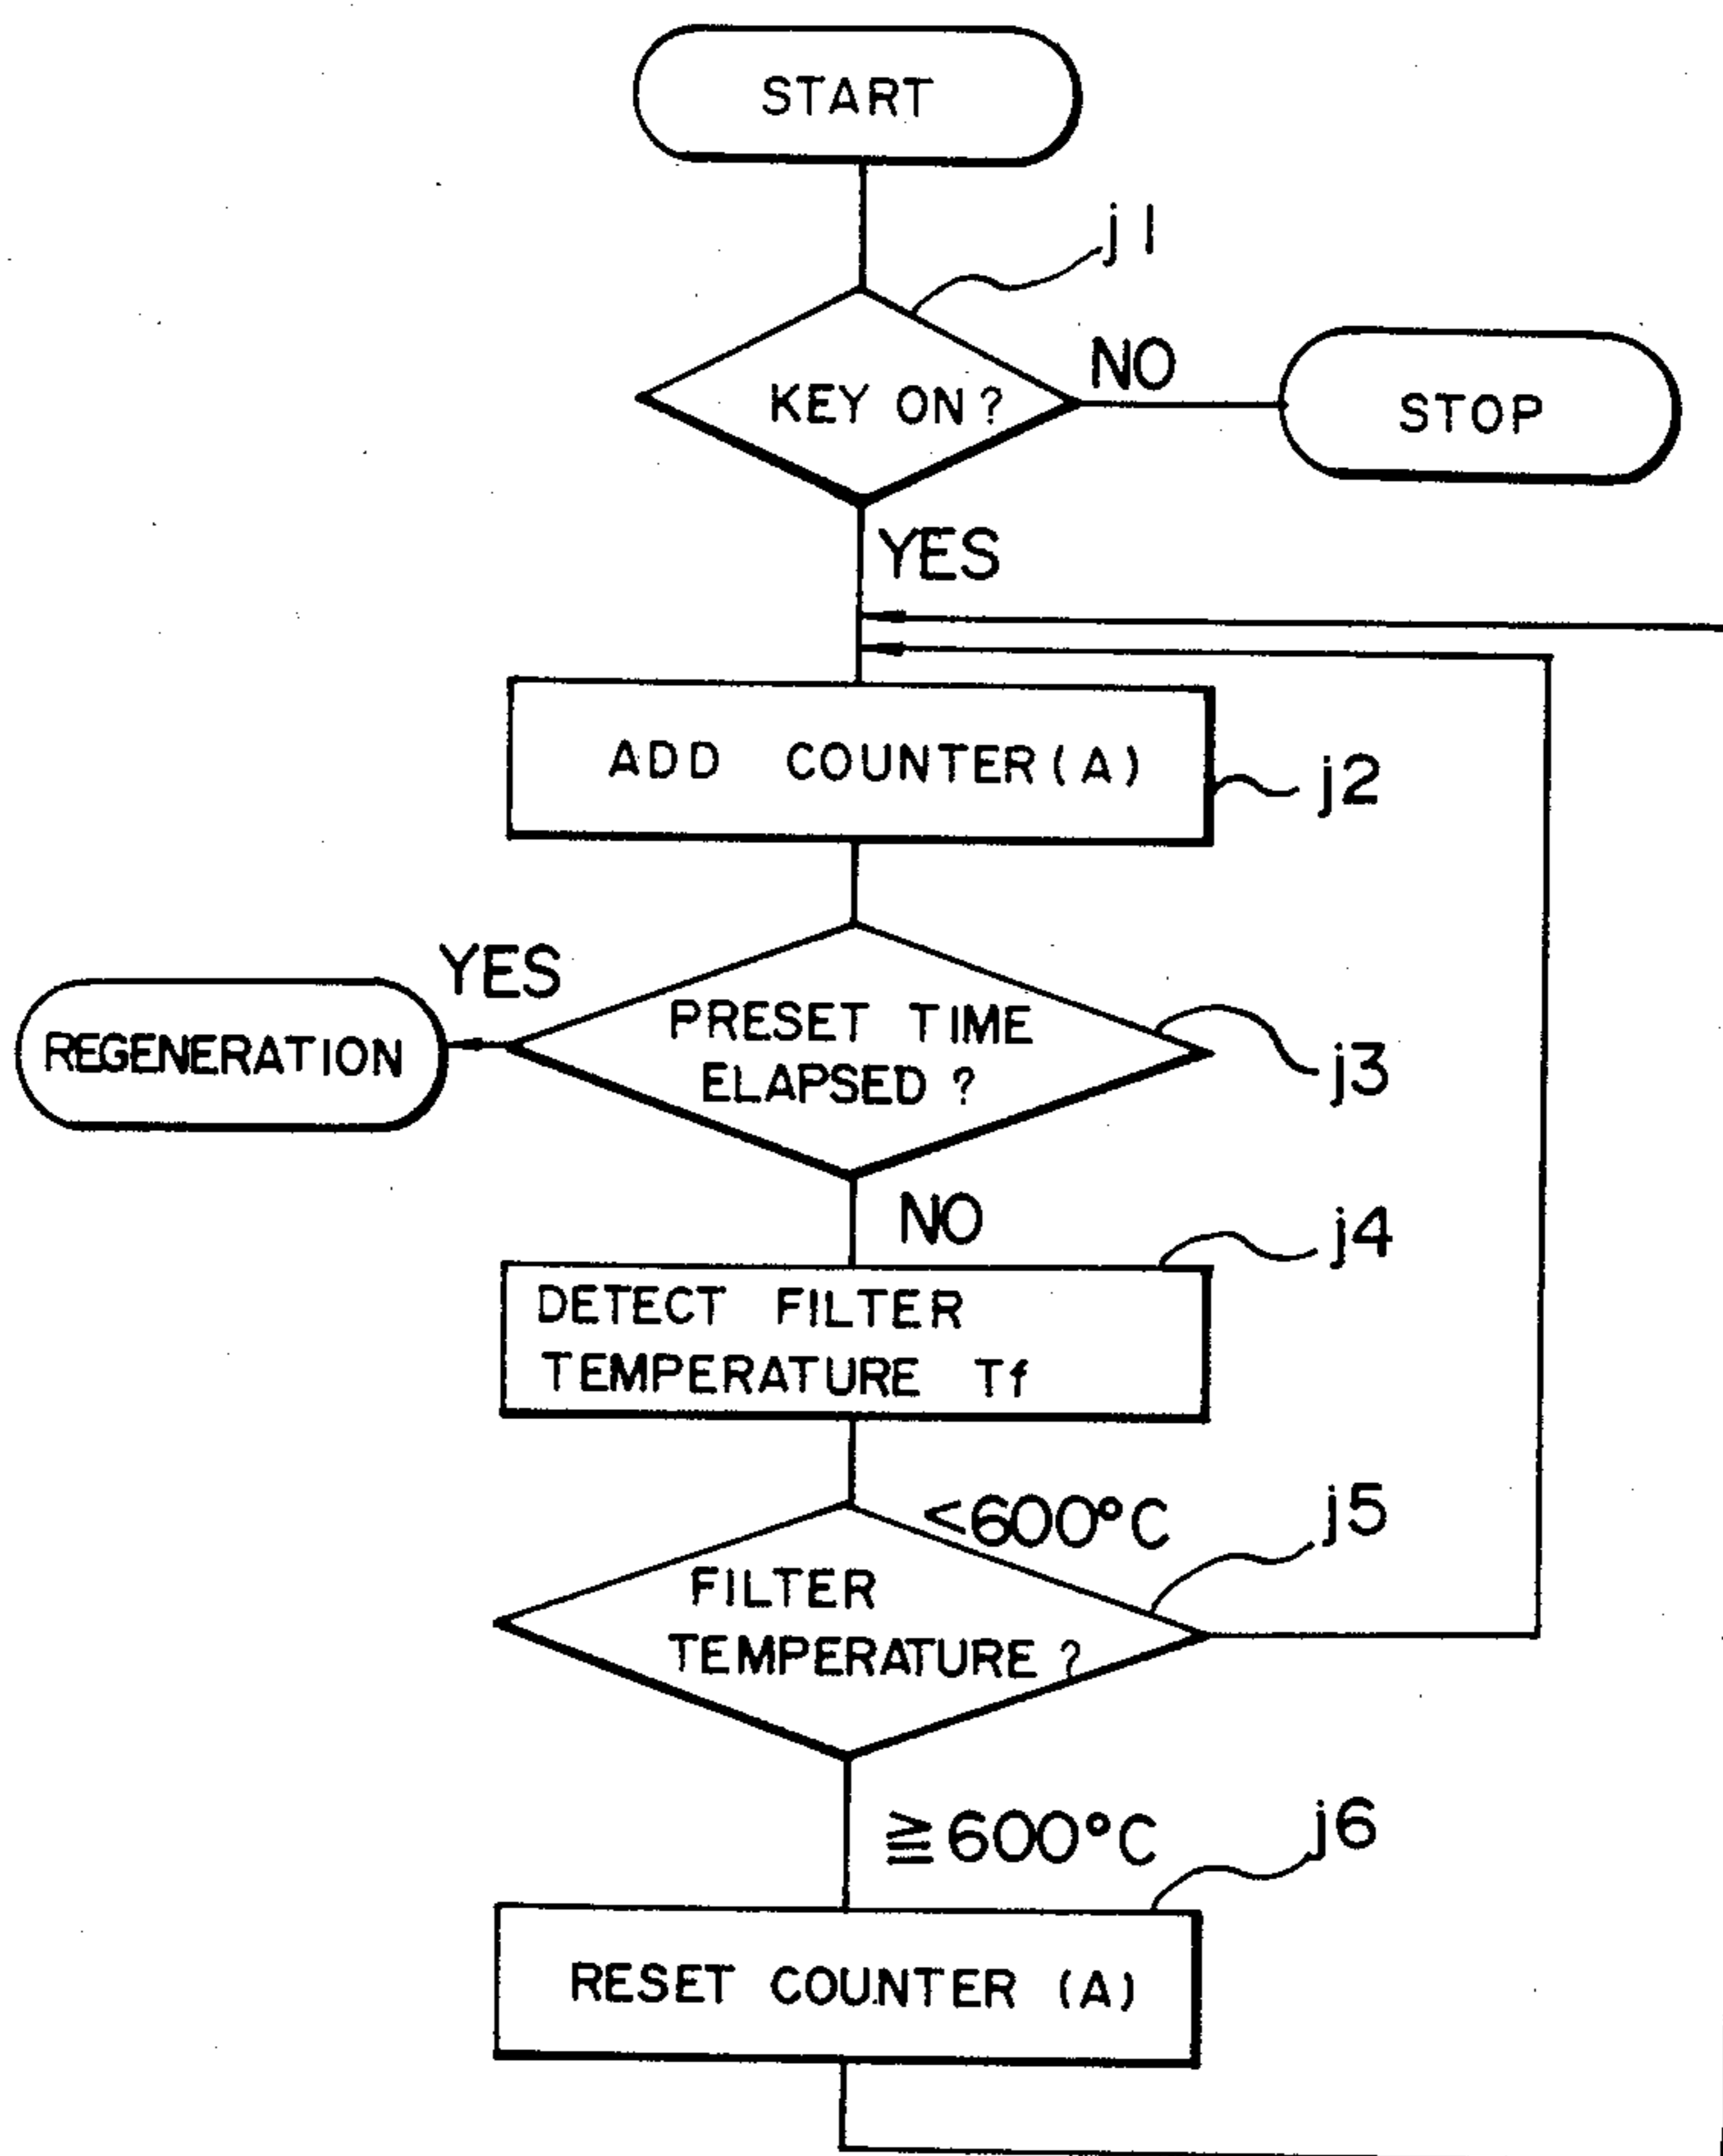 START
j1
KEY ON?
NO
STOP
YES
ADD COUNTER(A)
j2
YES
REGENERATION
PRESET TIME
ELAPSED ?
j3
NO
j4
DETECT FILTER
TEMPERATURE Tf
<600°C
j5
FILTER
TEMPERATURE ?
≧600°C
j6
RESET COUNTER (A)